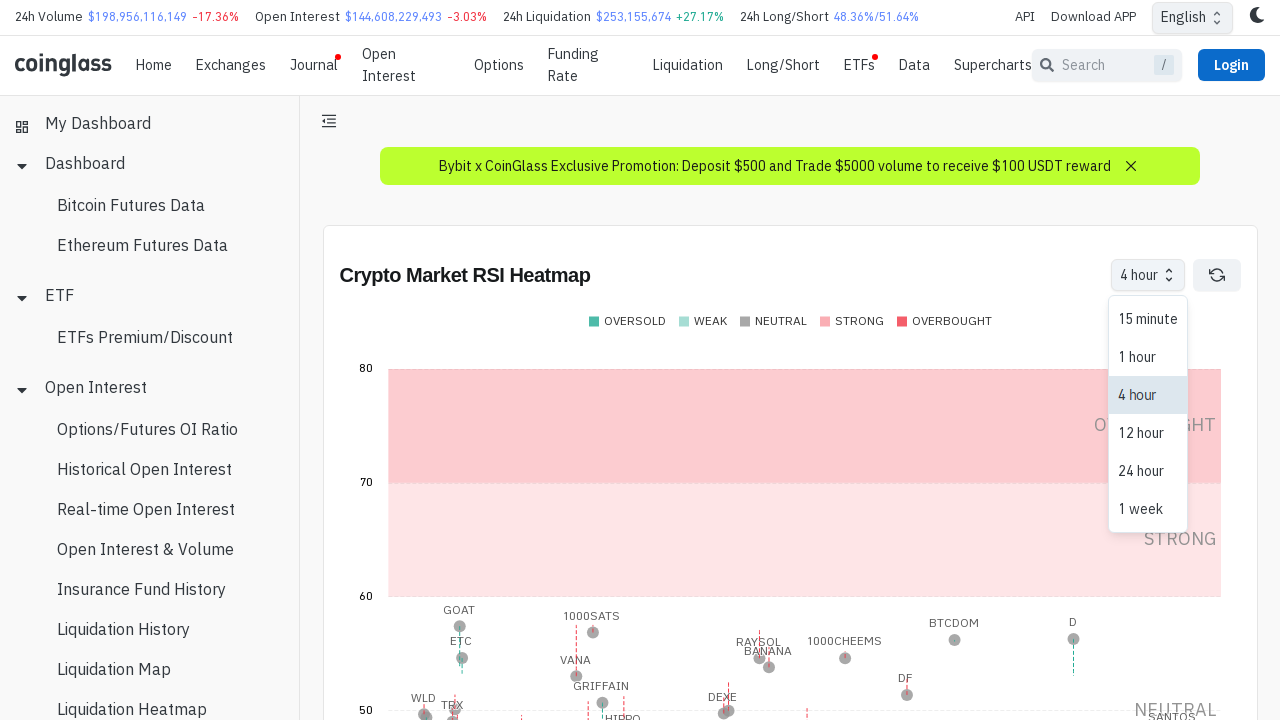 24h Volume $198,956,116,149 -17.36% Open Interest $144,608,229,493 -3.03% 24h Liquidation $253,155,674 +27.17% 24h Long/Short 48.36%/51.64% API Download APP English
coinglass Home Exchanges Journal Open Interest Options Funding Rate Liquidation Long/Short ETFs Data Supercharts Search / Login
My Dashboard
Dashboard
Bitcoin Futures Data
Ethereum Futures Data
ETF
ETFs Premium/Discount
Open Interest
Options/Futures OI Ratio
Historical Open Interest
Real-time Open Interest
Open Interest & Volume
Insurance Fund History
Liquidation History
Liquidation Map
Liquidation Heatmap
Bybit x CoinGlass Exclusive Promotion: Deposit $500 and Trade $5000 volume to receive $100 USDT reward
Crypto Market RSI Heatmap
4 hour
15 minute
1 hour
4 hour
12 hour
24 hour
1 week
OVERSOLD WEAK NEUTRAL STRONG OVERBOUGHT
80
70
STRONG
60
GOAT
1000SATS
BTCDOM
D
ETC
RAYSOL
1000CHEEMS
BANANA
VANA
GRIFFAIN
DF
WLD
TRX
DEXE
50
NEUTRAL
HIPPO
SANTOS